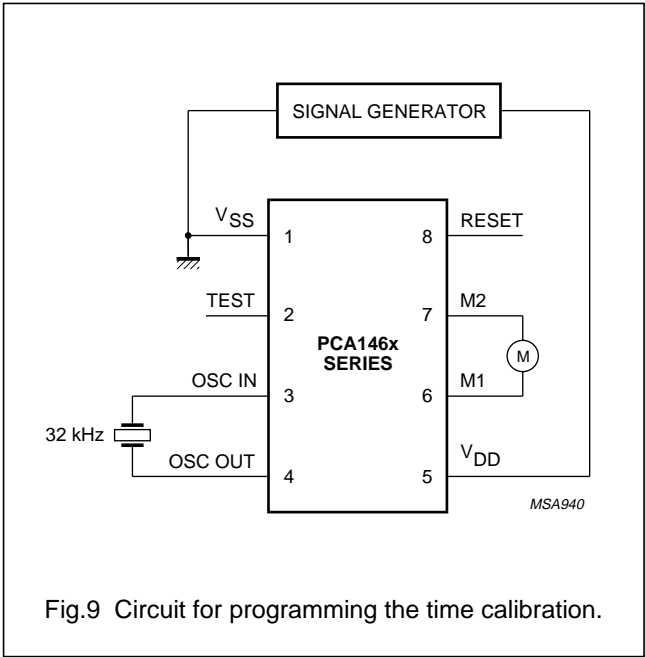 SIGNAL GENERATOR
VSS
1
8
RESET
TEST
2
7
M2
PCA146x
SERIES
M
OSC IN
3
6
M1
32 kHz
OSC OUT
4
5
VDD
MSA940
Fig.9 Circuit for programming the time calibration.